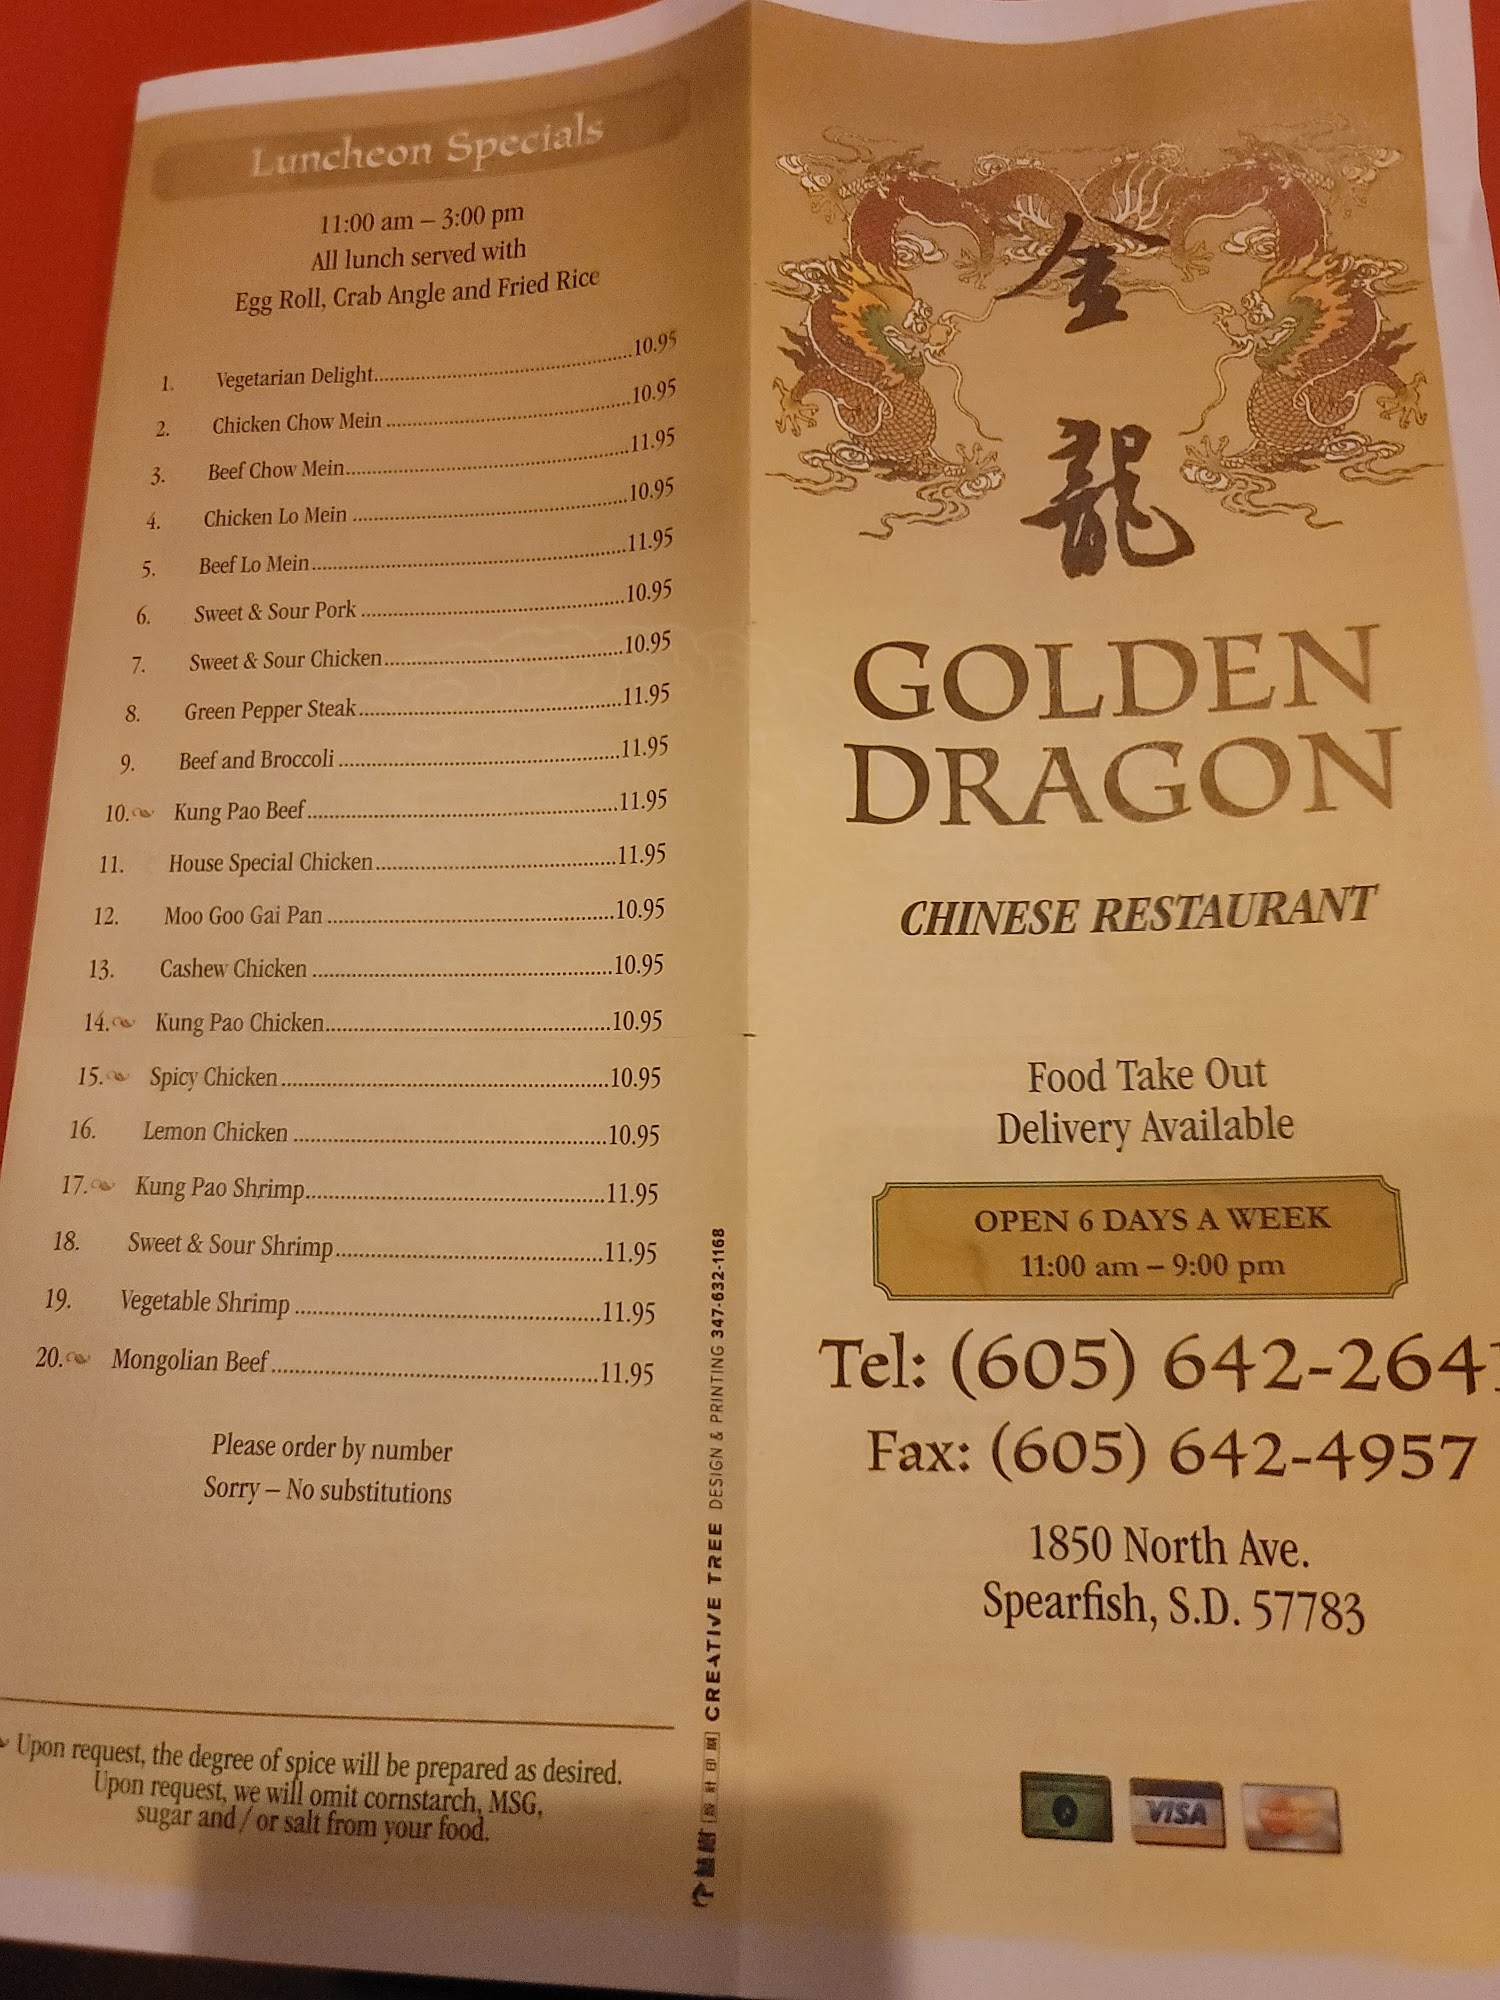 Luncheon Specials
11:00 am – 3:00 pm
All lunch served with
Egg Roll, Crab Angle and Fried Rice
1. Vegetarian Delight..........10.95
2. Chicken Chow Mein..........10.95
3. Beef Chow Mein..........11.95
4. Chicken Lo Mein..........10.95
5. Beef Lo Mein..........11.95
6. Sweet & Sour Pork..........10.95
7. Sweet & Sour Chicken..........10.95
8. Green Pepper Steak..........11.95
9. Beef and Broccoli..........11.95
10. Kung Pao Beef..........11.95
11. House Special Chicken..........11.95
12. Moo Goo Gai Pan..........10.95
13. Cashew Chicken..........10.95
14. Kung Pao Chicken..........10.95
15. Spicy Chicken..........10.95
16. Lemon Chicken..........10.95
17. Kung Pao Shrimp..........11.95
18. Sweet & Sour Shrimp..........11.95
19. Vegetable Shrimp..........11.95
20. Mongolian Beef..........11.95
Please order by number
Sorry – No substitutions
Upon request, the degree of spice will be prepared as desired.
Upon request, we will omit cornstarch, MSG,
sugar and / or salt from your food.
設計印刷 CREATIVE TREE DESIGN & PRINTING 347-632-1168
金
龍
GOLDEN
DRAGON
CHINESE RESTAURANT
Food Take Out
Delivery Available
OPEN 6 DAYS A WEEK
11:00 am – 9:00 pm
Tel: (605) 642-2641
Fax: (605) 642-4957
1850 North Ave.
Spearfish, S.D. 57783
VISA